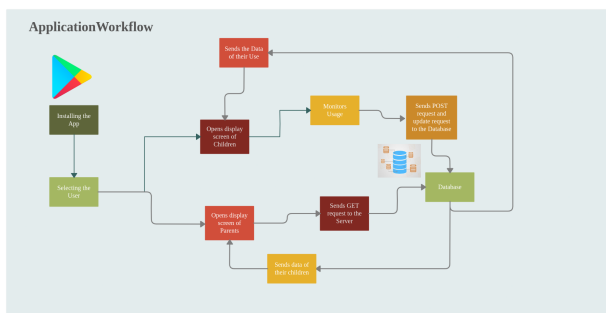 ApplicationWorkflow
Sends the Data
of their Use
Installing the
App
Opens display
screen of
Children
Monitors
Usage
Sends POST
request and
update request
to the Database
Selecting the
User
Database
Opens display
screen of
Parents
Sends GET
request to the
Server
Sends data of
their children